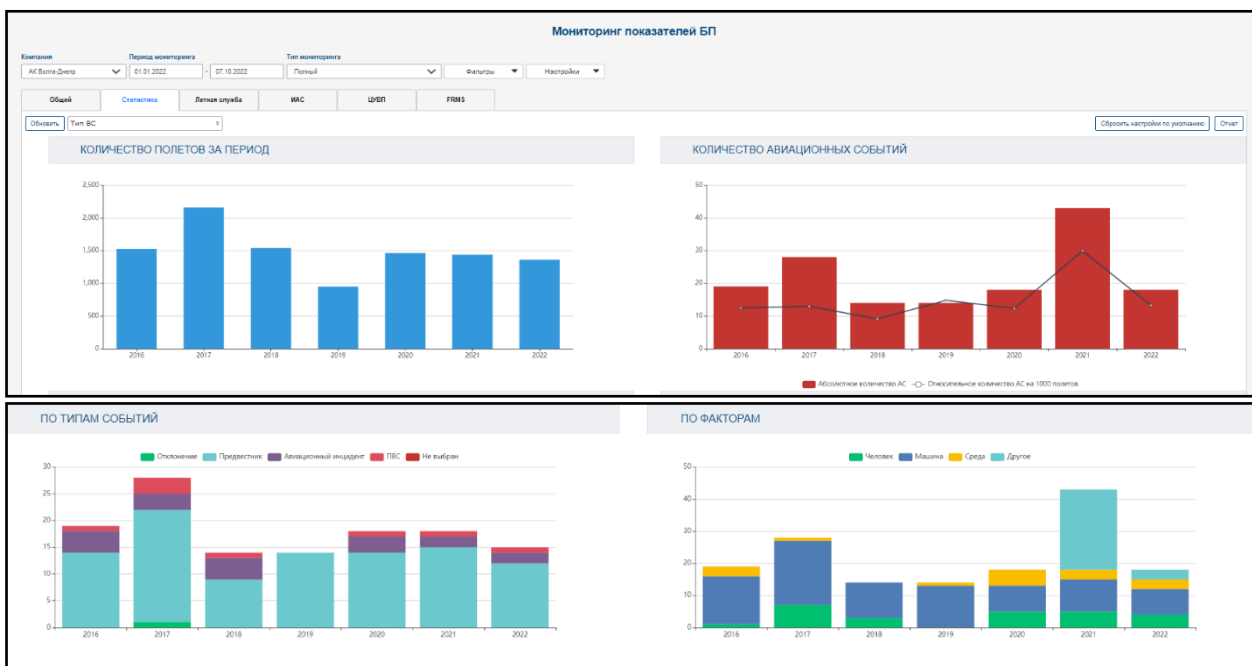 Мониторинг показателей БП
Компания Период мониторинга Тип мониторинга
АК Волга-Днепр 01.01.2022 - 07.10.2022 Полный Фильтры Настройки
Общий Статистика Летная служба ИАС ЦУВП FRMS
Обновить Тип ВС Сбросить настройки по умолчанию Отчет
КОЛИЧЕСТВО ПОЛЕТОВ ЗА ПЕРИОД
2,500
2,000
1,500
1,000
500
0
2016 2017 2018 2019 2020 2021 2022
КОЛИЧЕСТВО АВИАЦИОННЫХ СОБЫТИЙ
50
40
30
20
10
0
2016 2017 2018 2019 2020 2021 2022
Абсолютное количество АС Относительное количество АС на 1000 полетов
ПО ТИПАМ СОБЫТИЙ
Отклонение Предвестник Авиационный инцидент ПВС Не выбран
30
25
20
15
10
5
0
2016 2017 2018 2019 2020 2021 2022
ПО ФАКТОРАМ
Человек Машина Среда Другое
50
40
30
20
10
0
2016 2017 2018 2019 2020 2021 2022